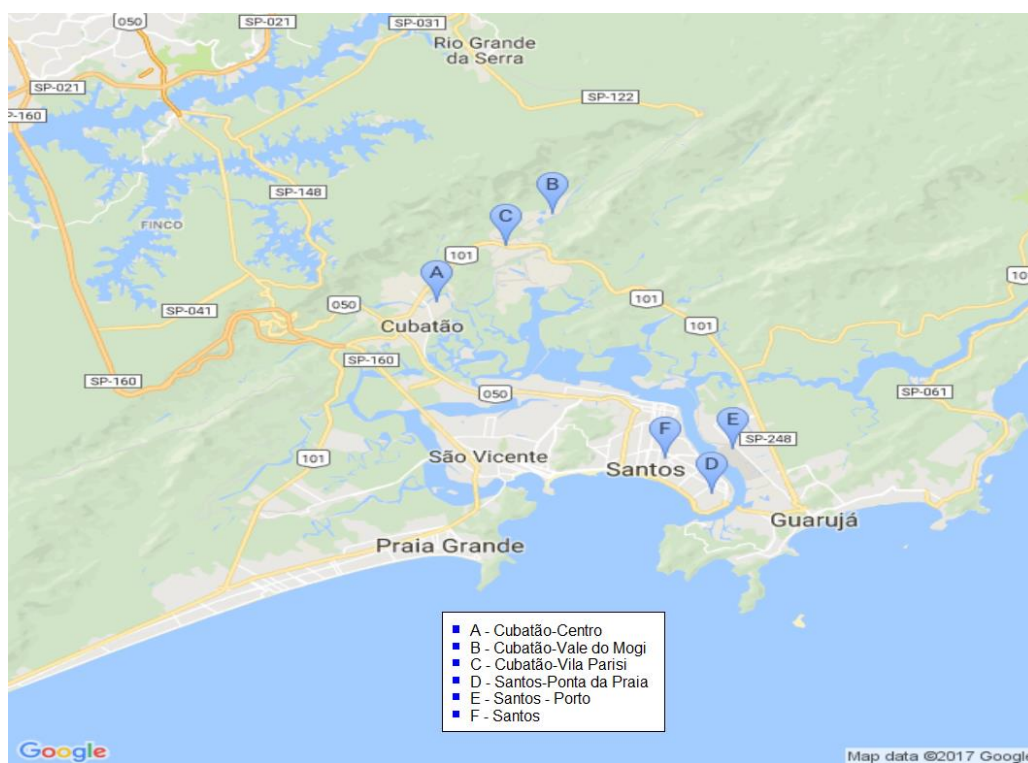 050
SP-021
SP-031
Rio Grande
da Serra
SP-021
SP-122
P-160
SP-148
B
FINCO
C
101
A
050
101
SP-041
Cubatão
101
SP-160
SP-160
050
SP-061
E
F
SP-248
São Vicente
Santos
D
101
Guarujá
Praia Grande
A - Cubatão-Centro
B - Cubatão-Vale do Mogi
C - Cubatão-Vila Parisi
D - Santos-Ponta da Praia
E - Santos - Porto
F - Santos
Google
Map data ©2017 Google